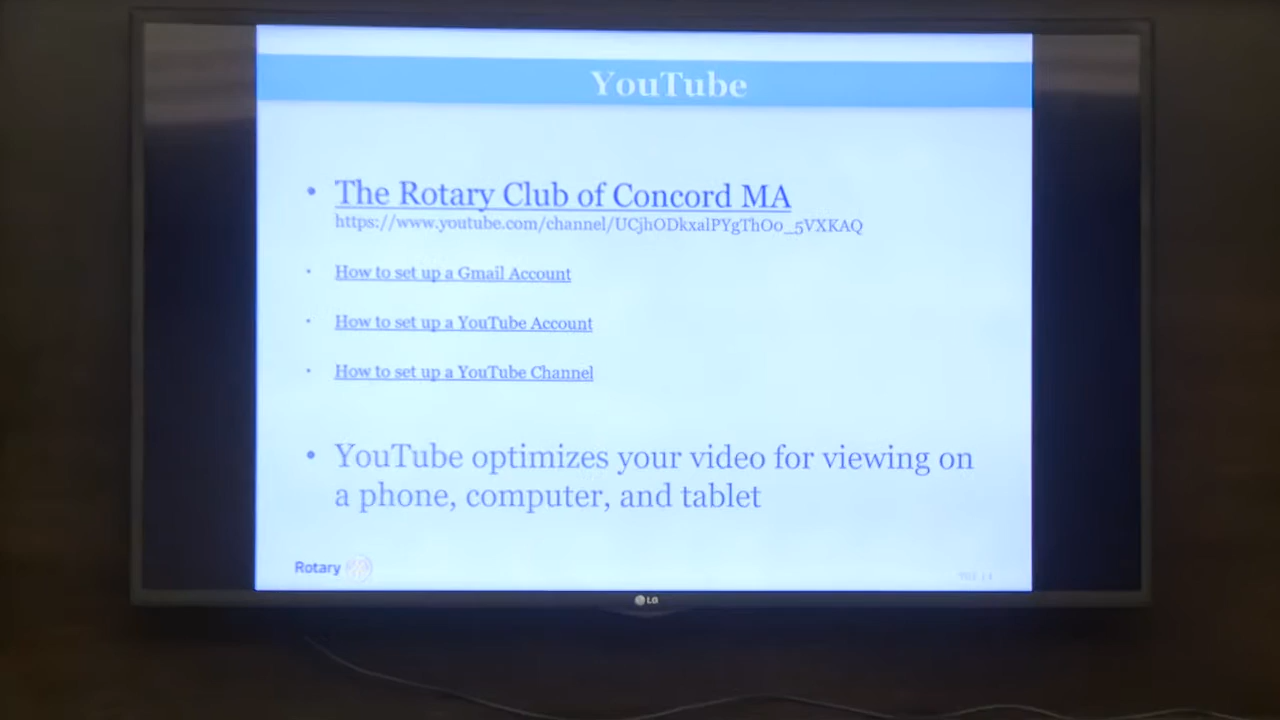 YouTube
• The Rotary Club of Concord MA
https://www.youtube.com/channel/UCjhODkxalPYgThOo_5VXKAQ
• How to set up a Gmail Account
• How to set up a YouTube Account
• How to set up a YouTube Channel
• YouTube optimizes your video for viewing on
a phone, computer, and tablet
Rotary
LG